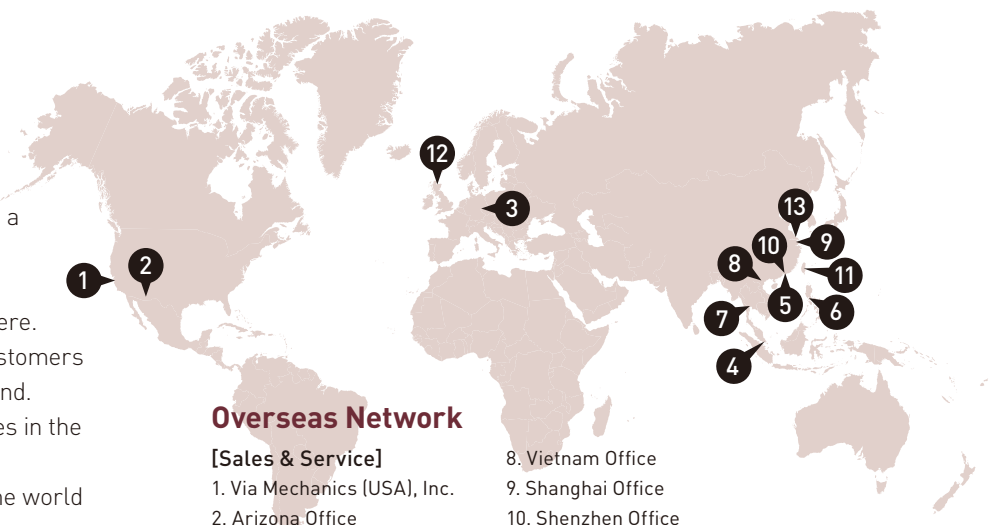 12
3
13
9
10
8
11
2
1
5
6
7
4
a
ere.
stomers
nd.
es in the
ne world
Overseas Network
[Sales & Service]
1. Via Mechanics (USA), Inc.
2. Arizona Office
8. Vietnam Office
9. Shanghai Office
10. Shenzhen Office